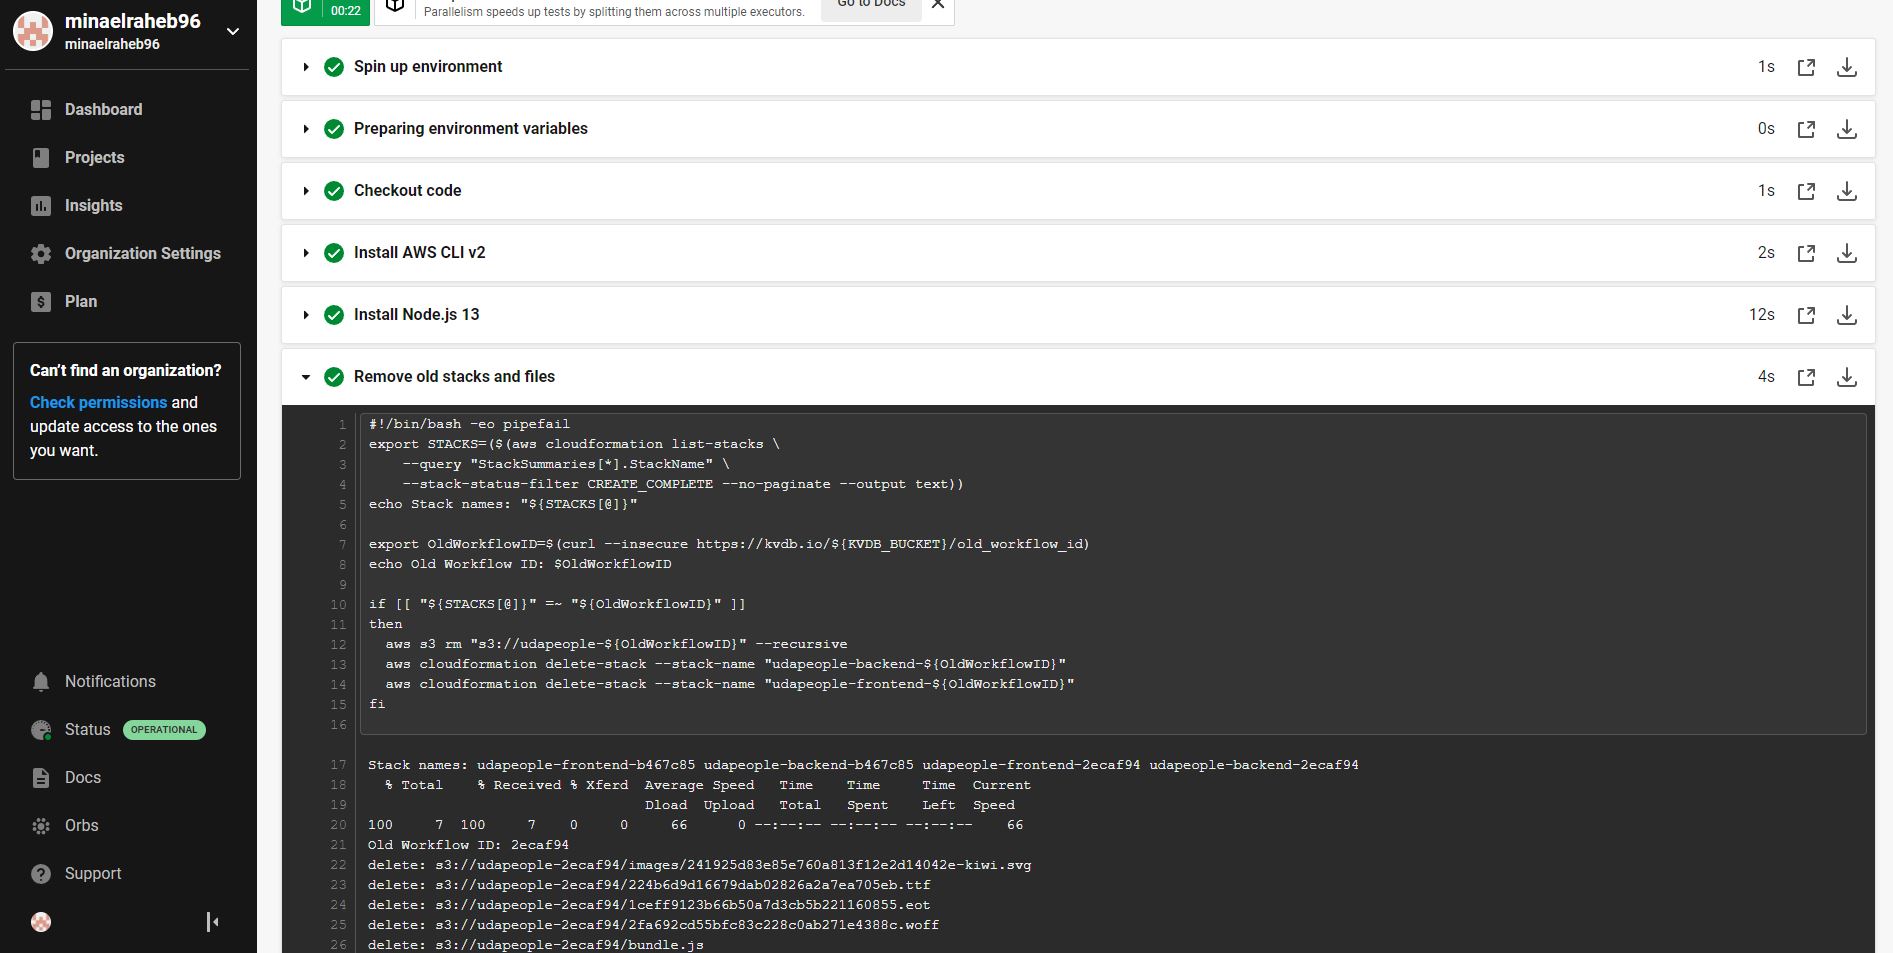 minaelraheb96
minaelraheb96
Dashboard
Projects
Insights
Organization Settings
Plan
Can't find an organization?
Check permissions and
update access to the ones
you want.
Notifications
Status OPERATIONAL
Docs
Orbs
Support
00:22
Parallelism speeds up tests by splitting them across multiple executors.
Go to Docs
Spin up environment 1s
Preparing environment variables 0s
Checkout code 1s
Install AWS CLI v2 2s
Install Node.js 13 12s
Remove old stacks and files 4s
1 #!/bin/bash -eo pipefail
2 export STACKS=($(aws cloudformation list-stacks \
3 --query "StackSummaries[*].StackName" \
4 --stack-status-filter CREATE_COMPLETE --no-paginate --output text))
5 echo Stack names: "${STACKS[@]}"
6
7 export OldWorkflowID=$(curl --insecure https://kvdb.io/${KVDB_BUCKET}/old_workflow_id)
8 echo Old Workflow ID: $OldWorkflowID
9
10 if [[ "${STACKS[@]}" =~ "${OldWorkflowID}" ]]
11 then
12 aws s3 rm "s3://udapeople-${OldWorkflowID}" --recursive
13 aws cloudformation delete-stack --stack-name "udapeople-backend-${OldWorkflowID}"
14 aws cloudformation delete-stack --stack-name "udapeople-frontend-${OldWorkflowID}"
15 fi
16
17 Stack names: udapeople-frontend-b467c85 udapeople-backend-b467c85 udapeople-frontend-2ecaf94 udapeople-backend-2ecaf94
18 % Total % Received % Xferd Average Speed Time Time Time Current
19 Dload Upload Total Spent Left Speed
20 100 7 100 7 0 0 66 0 --:--:-- --:--:-- --:--:-- 66
21 Old Workflow ID: 2ecaf94
22 delete: s3://udapeople-2ecaf94/images/241925d83e85e760a813f12e2d14042e-kiwi.svg
23 delete: s3://udapeople-2ecaf94/224b6d9d16679dab02826a2a7ea705eb.ttf
24 delete: s3://udapeople-2ecaf94/1ceff9123b66b50a7d3cb5b221160855.eot
25 delete: s3://udapeople-2ecaf94/2fa692cd55bfc83c228c0ab271e4388c.woff
26 delete: s3://udapeople-2ecaf94/bundle.js